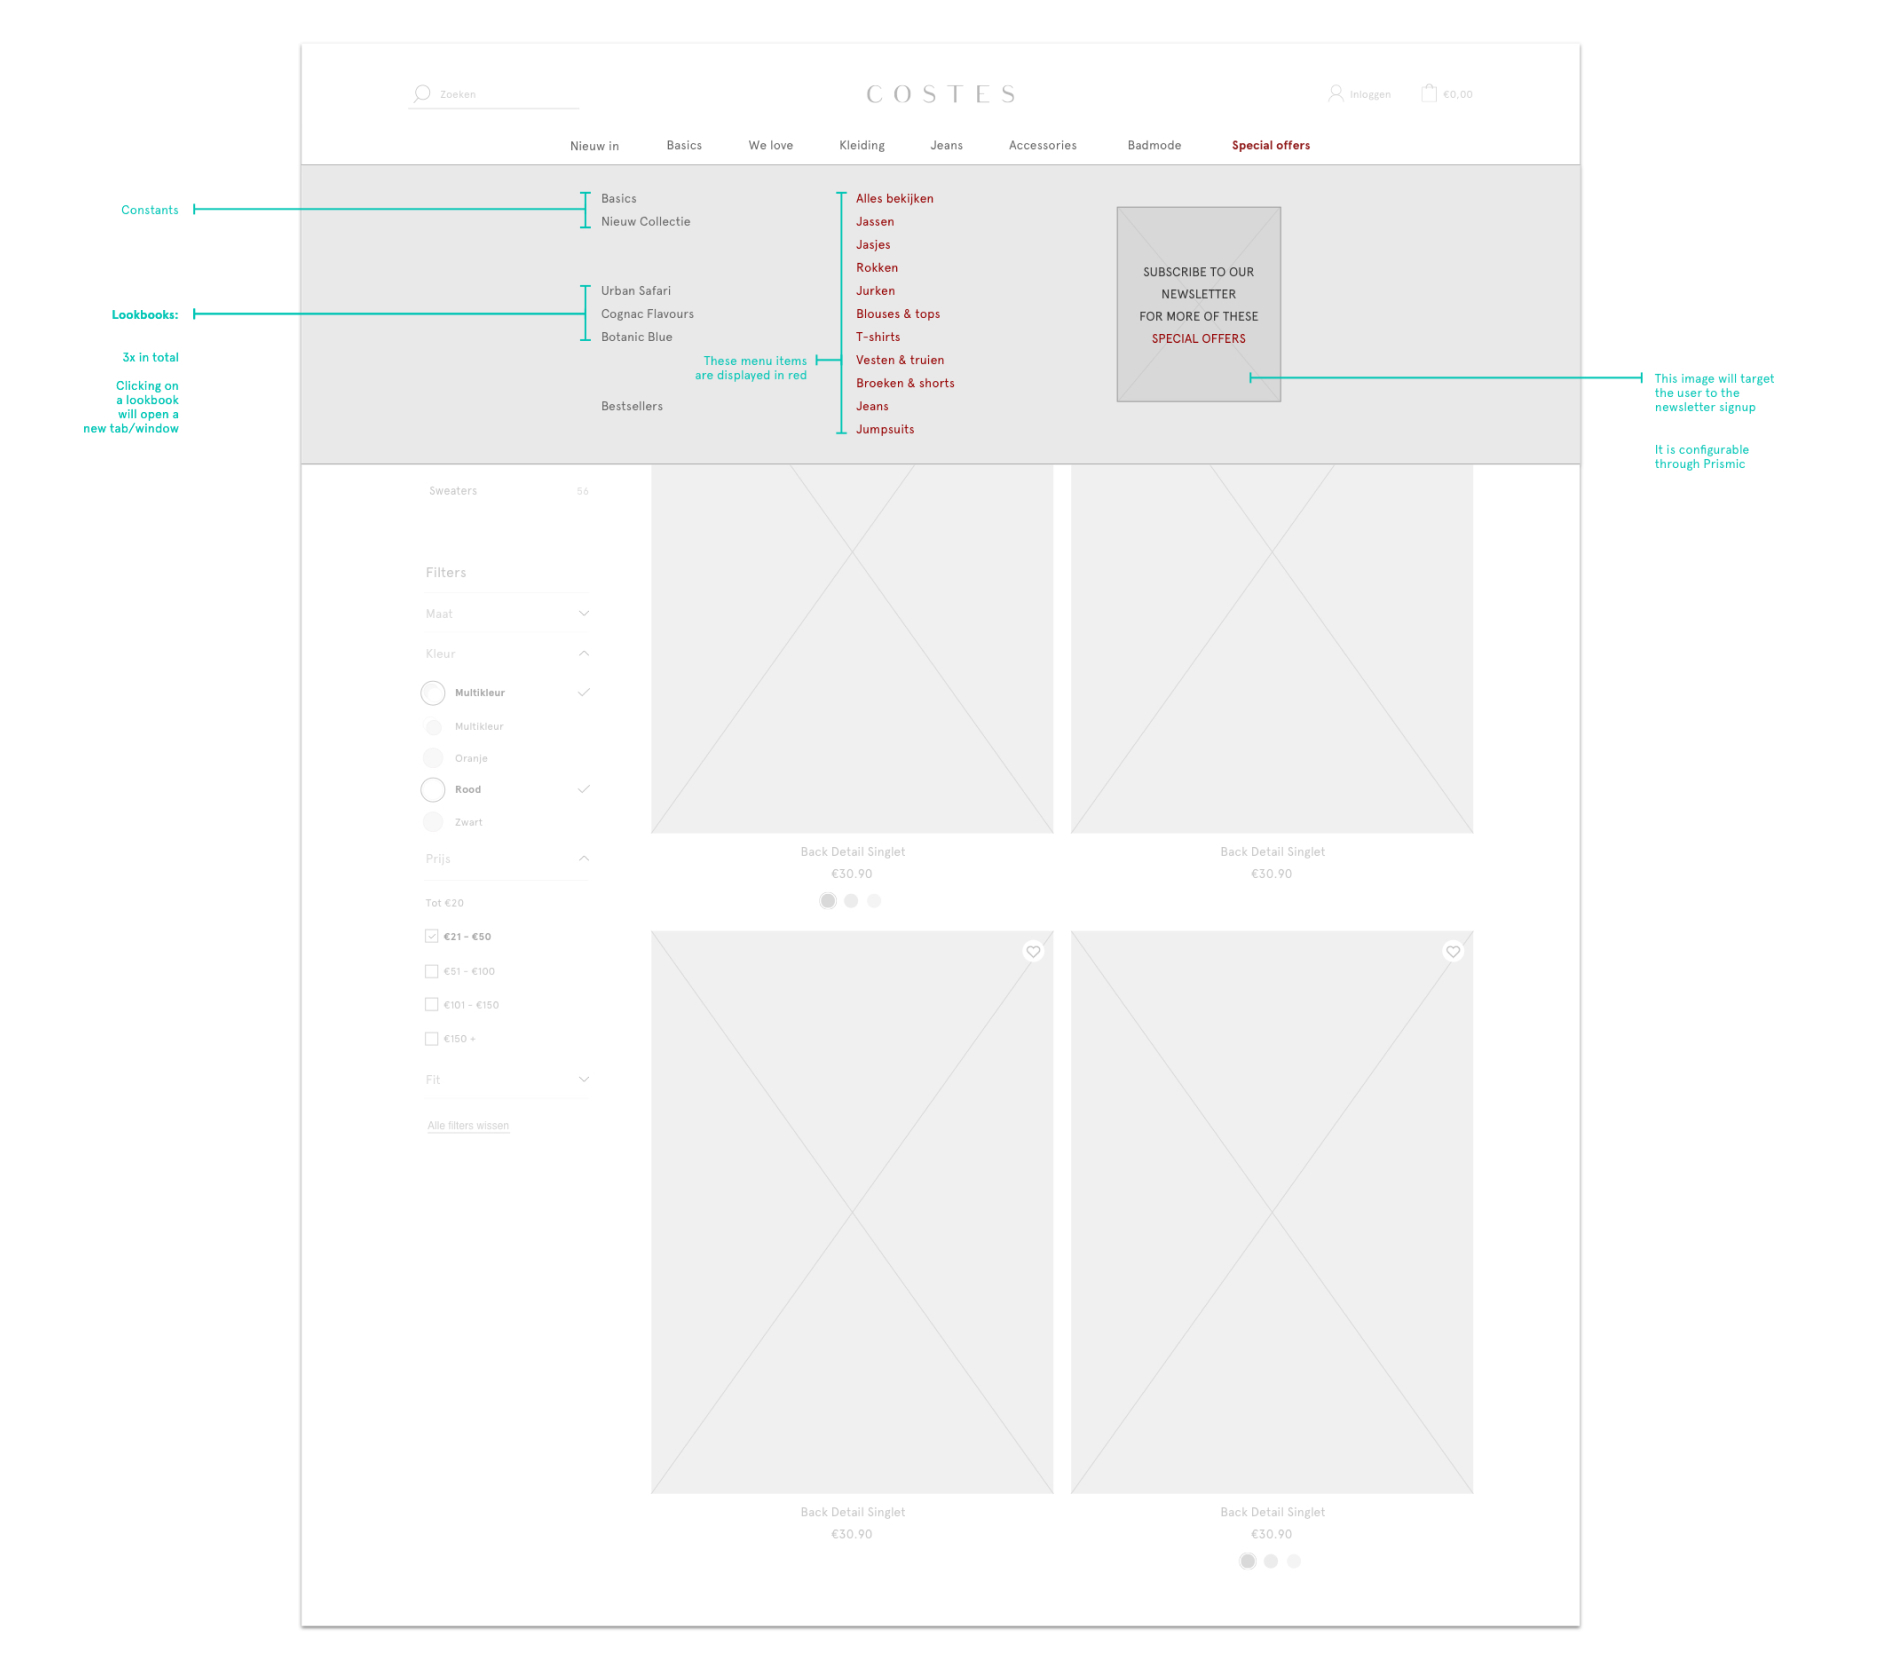 Zoeken
COSTES
Inloggen
€0,00
Nieuw in
Basics
We love
Kleiding
Jeans
Accessories
Badmode
Special offers
Constants
Basics
Nieuw Collectie
Lookbooks:
3x in total
Clicking on
a lookbook
will open a
new tab/window
Urban Safari
Cognac Flavours
Botanic Blue
Bestsellers
These menu items
are displayed in red
Alles bekijken
Jassen
Jasjes
Rokken
Jurken
Blouses & tops
T-shirts
Vesten & truien
Broeken & shorts
Jeans
Jumpsuits
SUBSCRIBE TO OUR
NEWSLETTER
FOR MORE OF THESE
SPECIAL OFFERS
This image will target
the user to the
newsletter signup
It is configurable
through Prismic
Sweaters
56
Filters
Maat
Kleur
Multikleur
Multikleur
Oranje
Rood
Zwart
Prijs
Tot €20
€21 - €50
€51 - €100
€101 - €150
€150 +
Fit
Alle filters wissen
Back Detail Singlet
€30.90
Back Detail Singlet
€30.90
Back Detail Singlet
€30.90
Back Detail Singlet
€30.90